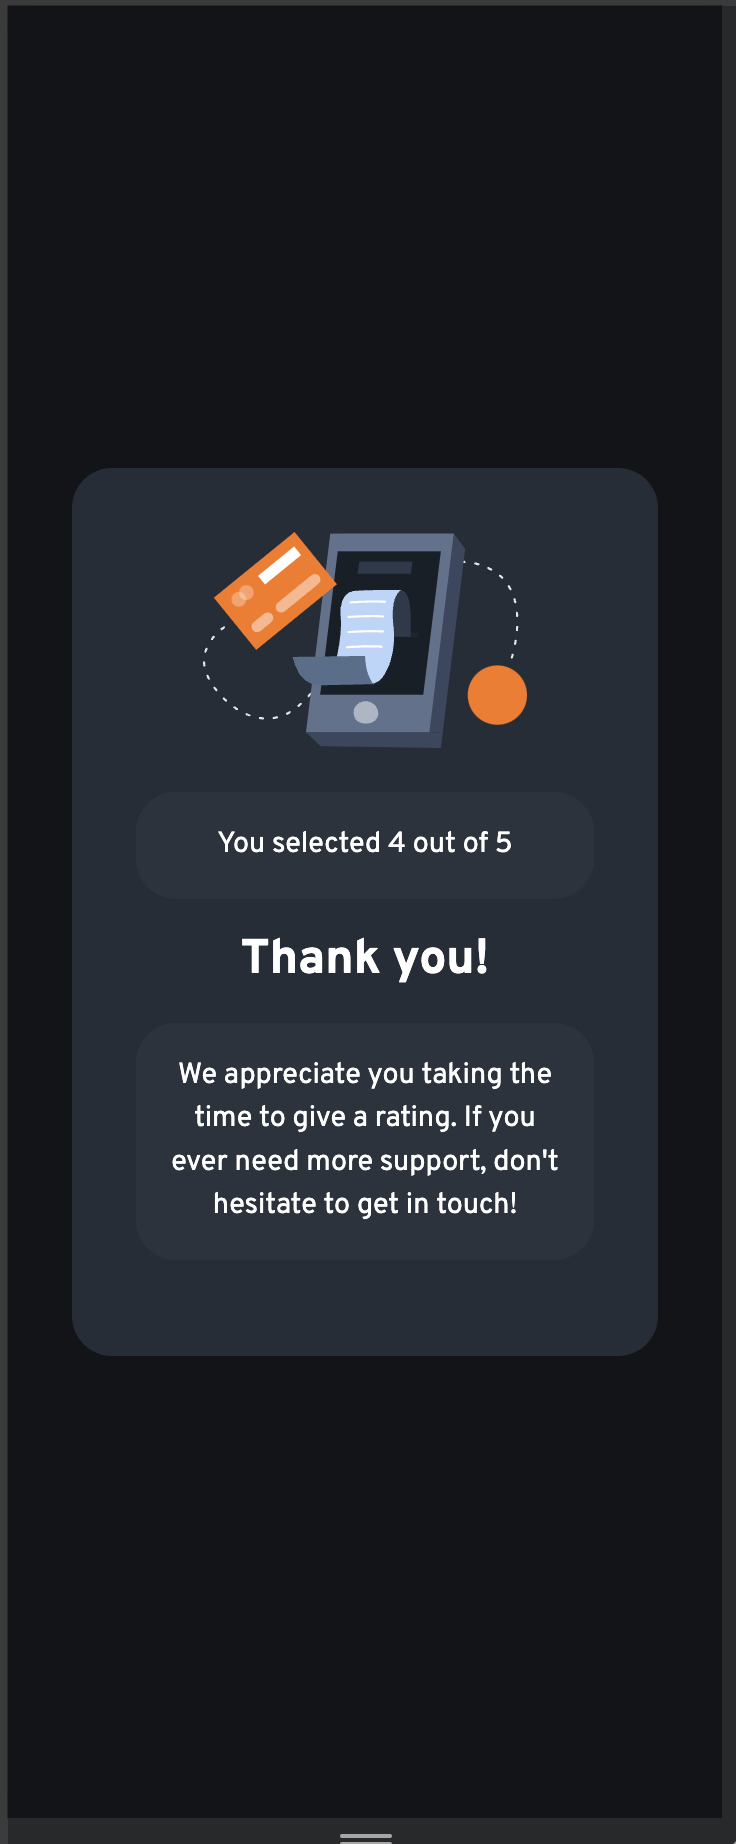 You selected 4 out of 5
Thank you!
We appreciate you taking the
time to give a rating. If you
ever need more support, don't
hesitate to get in touch!